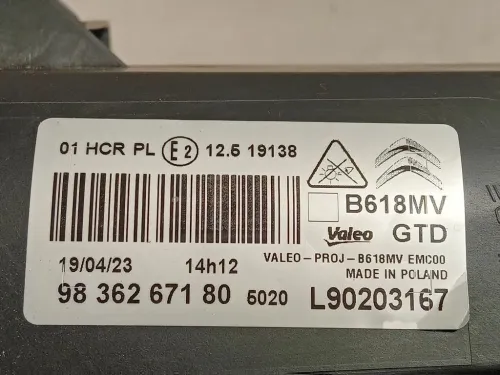 01 HCR PL E2 12.5 19138
B618MV
Valeo GTD
VALEO-PROJ-B618MV EMC00
19/04/23 14h12 MADE IN POLAND
98 362 671 80 5020 L90203167